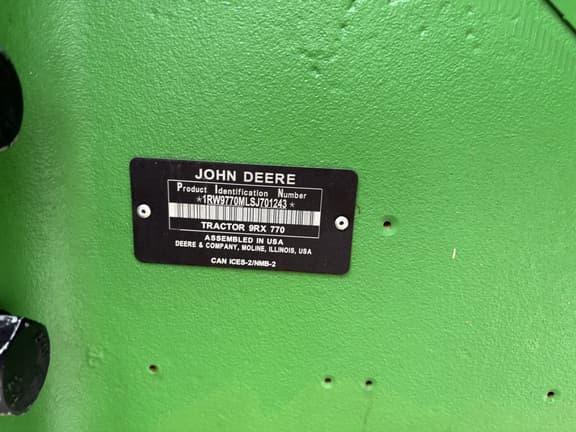 JOHN DEERE
Product Identification Number
*1RW9770MLSJ701243*
TRACTOR 9RX 770
ASSEMBLED IN USA
DEERE & COMPANY, MOLINE, ILLINOIS, USA
CAN ICES-2/NMB-2